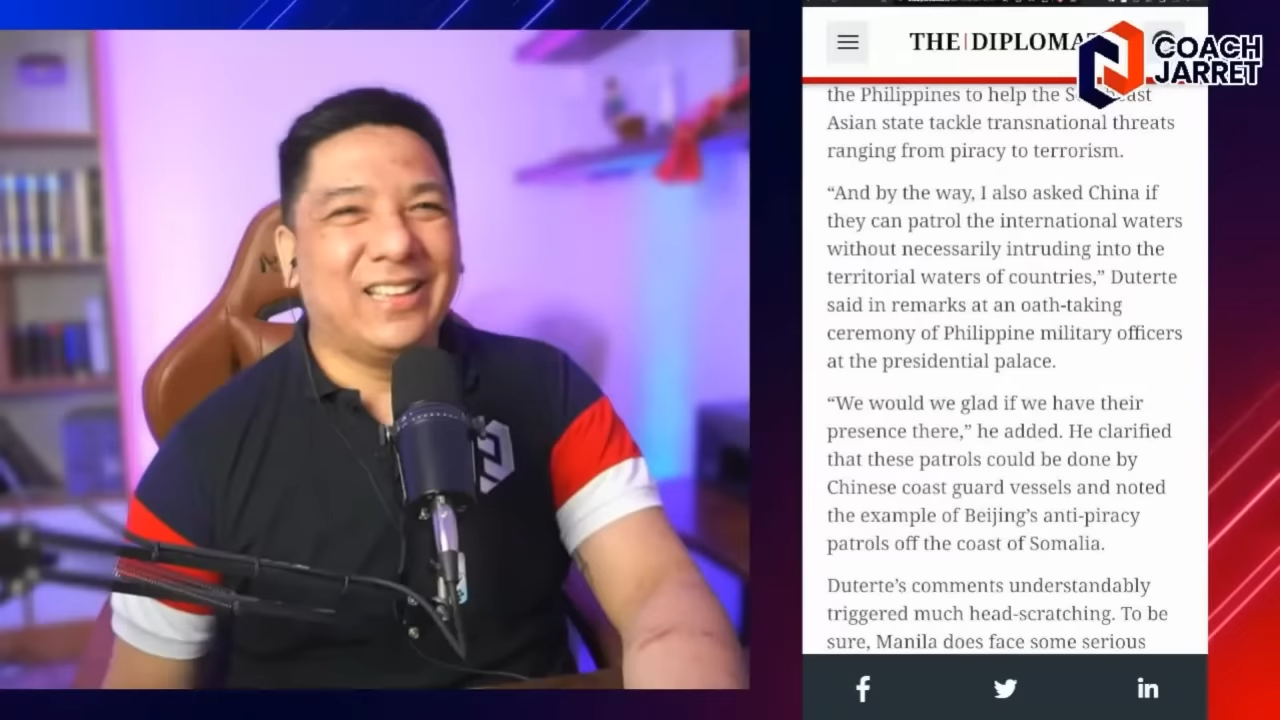 THE|DIPLOMA
COACH
JARRET
the Philippines to help the
Asian state tackle transnational threats
ranging from piracy to terrorism.
“And by the way, I also asked China if
they can patrol the international waters
without necessarily intruding into the
territorial waters of countries,” Duterte
said in remarks at an oath-taking
ceremony of Philippine military officers
at the presidential palace.
“We would we glad if we have their
presence there,” he added. He clarified
that these patrols could be done by
Chinese coast guard vessels and noted
the example of Beijing’s anti-piracy
patrols off the coast of Somalia.
Duterte’s comments understandably
triggered much head-scratching. To be
sure, Manila does face some serious